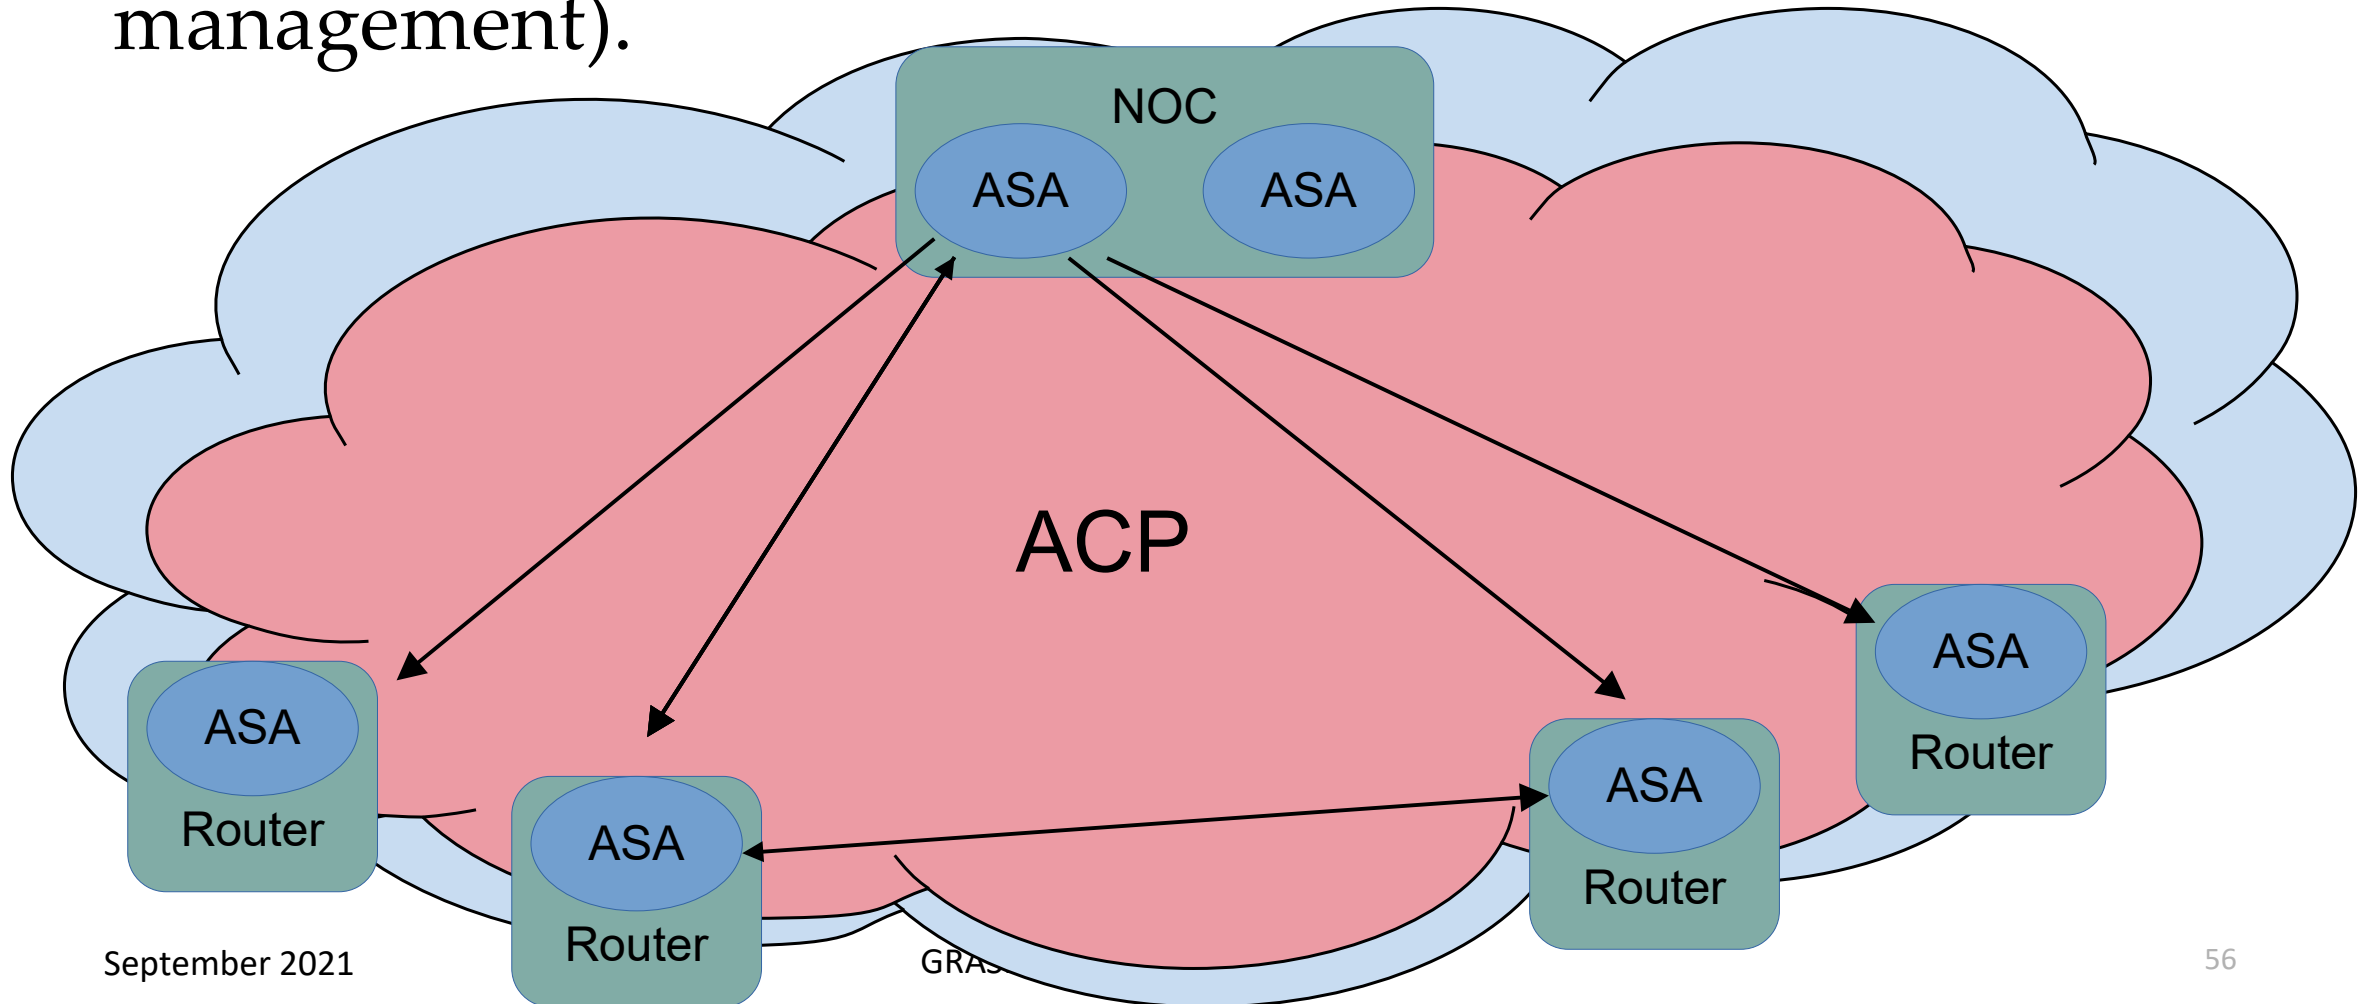 management).
NOC
ASA
ASA
ACP
ASA
Router
ASA
Router
ASA
Router
ASA
Router
September 2021
56